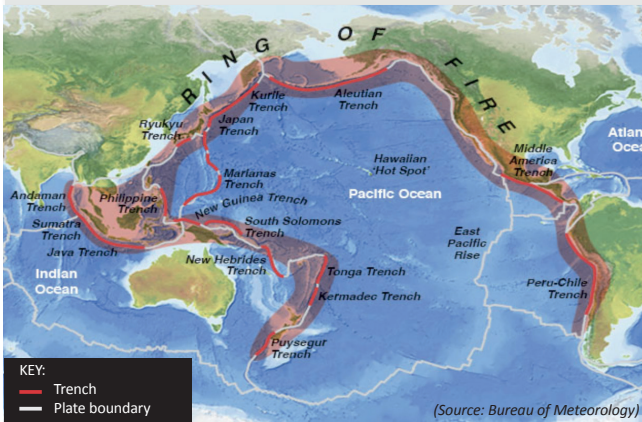 RING OF FIRE
Kurile
Trench
Aleutian
Trench
Japan
Trench
Ryukyu
Trench
Middle
America
Trench
Atlan
Ocea
Hawaiian
'Hot Spot'
Marianas
Trench
Pacific Ocean
Andaman
Trench
Philippine
Trench
New Guinea Trench
Sumatra
Trench
South Solomons
Trench
Java Trench
East
Pacific
Rise
New Hebrides
Trench
Indian
Ocean
Tonga Trench
Peru-Chile
Trench
Kermadec Trench
Puysegur
Trench
KEY:
Trench
Plate boundary
(Source: Bureau of Meteorology)